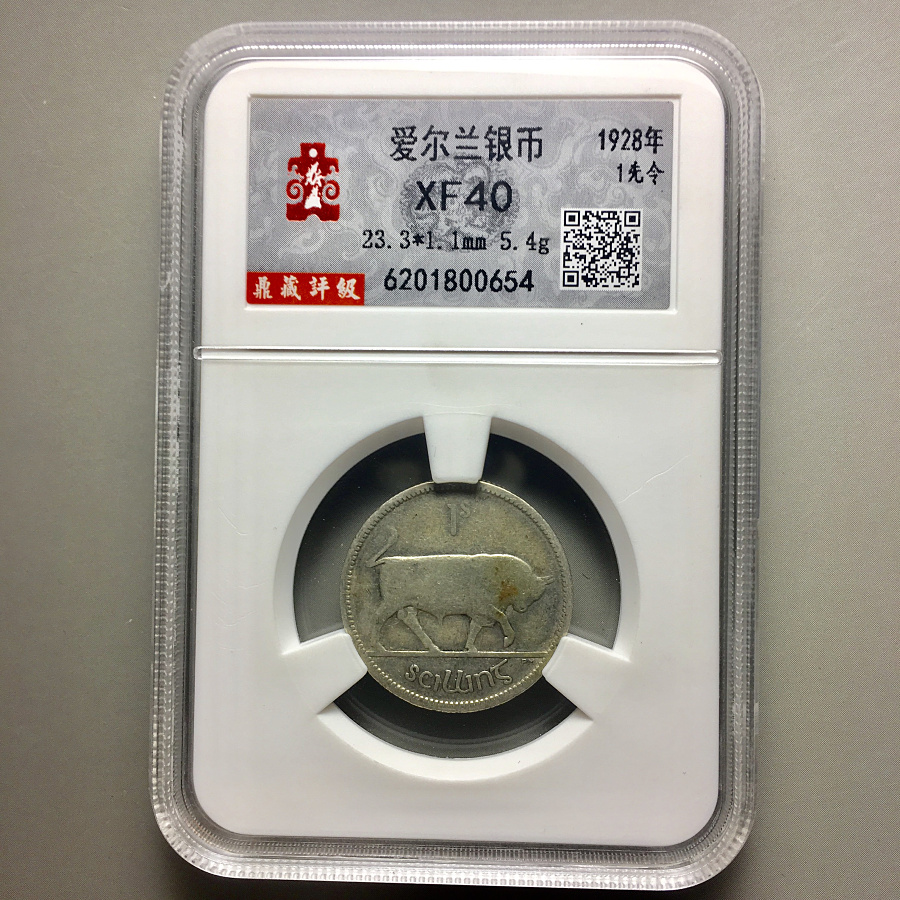 爱尔兰银币
1928年
1先令
XF40
23.3*1.1mm 5.4g
鼎藏評級
6201800654
1s
scilling